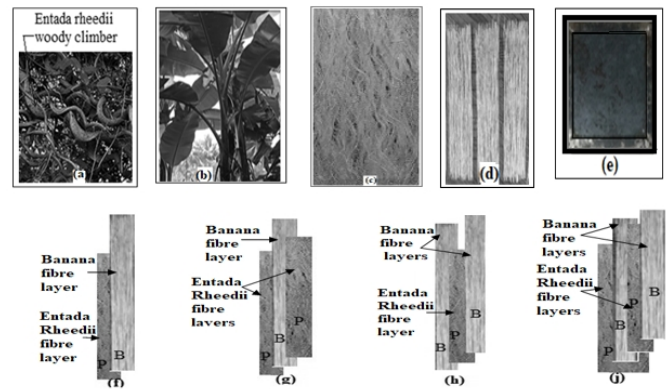 Entada rheedii
woody climber
(a)
(b)
(c)
(d)
(e)
Banana
fibre
layer
Entada
Rheedii
fibre
layer
P
B
(f)
Banana
fibre
layer
Entada
Rheedii
fibre
layers
P
B
P
(g)
Banana
fibre
layers
Entada
Rheedii
fibre
layer
B
P
B
(h)
Banana
fibre
layers
Entada
Rheedii
fibre
layers
P
B
P
B
(j)